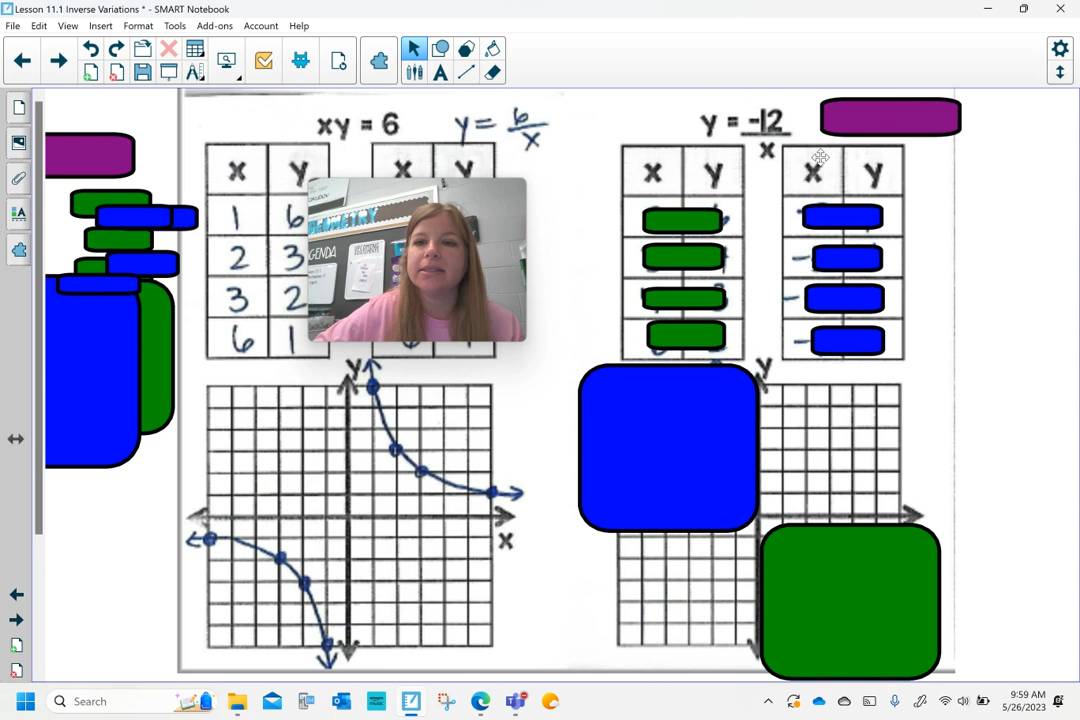 Lesson 11.1 Inverse Variations * - SMART Notebook
File Edit View Insert Format Tools Add-ons Account Help
xy = 6 y = 6/x
y = -12/x
x y x y
x y x y
1 6
2 3
3 2
6 1
AGENDA
UPCOMING
y
x
y
Search
9:59 AM
5/26/2023